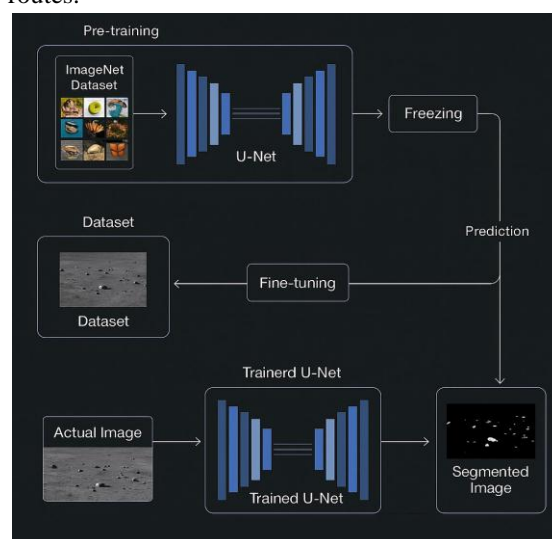 routes.
Pre-training
ImageNet
Dataset
U-Net
Freezing
Prediction
Dataset
Dataset
Fine-tuning
Trainerd U-Net
Actual Image
Trained U-Net
Segmented
Image